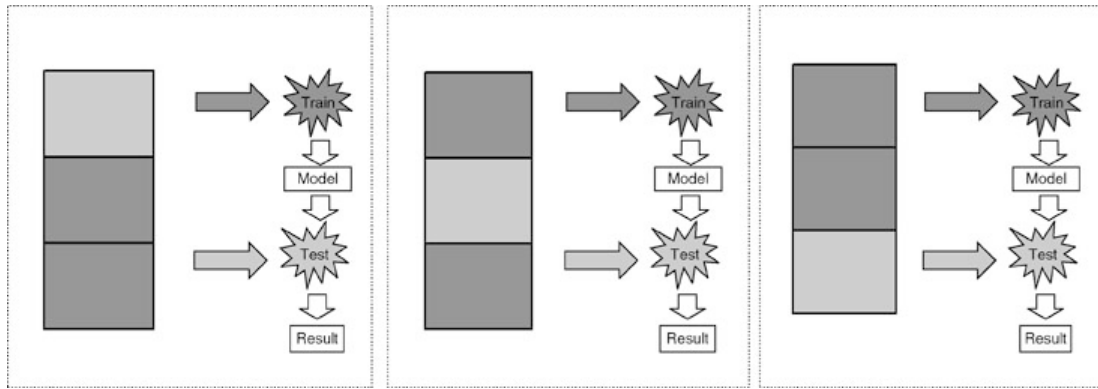 Train
Model
Test
Result
Train
Model
Test
Result
Train
Model
Test
Result